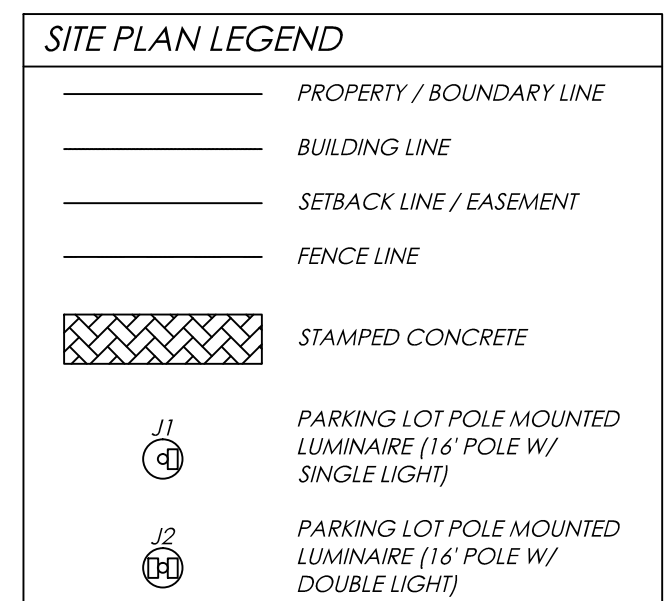 SITE PLAN LEGEND
PROPERTY / BOUNDARY LINE
BUILDING LINE
SETBACK LINE / EASEMENT
FENCE LINE
STAMPED CONCRETE
J1
PARKING LOT POLE MOUNTED
LUMINAIRE (16' POLE W/
SINGLE LIGHT)
J2
PARKING LOT POLE MOUNTED
LUMINAIRE (16' POLE W/
DOUBLE LIGHT)